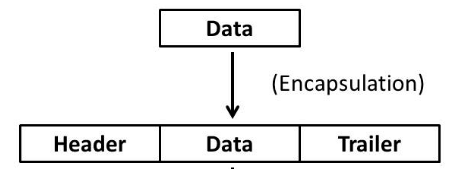 Data
(Encapsulation)
Header Data Trailer